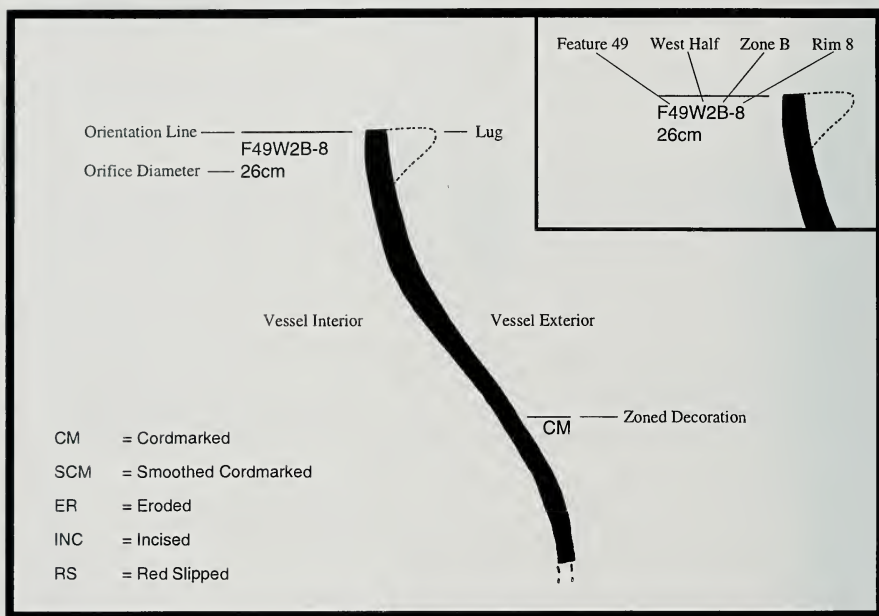 Feature 49 West Half Zone B Rim 8
F49W2B-8
26cm
Orientation Line
F49W2B-8
Lug
Orifice Diameter
26cm
Vessel Interior
Vessel Exterior
CM
Zoned Decoration
CM = Cordmarked
SCM = Smoothed Cordmarked
ER = Eroded
INC = Incised
RS = Red Slipped